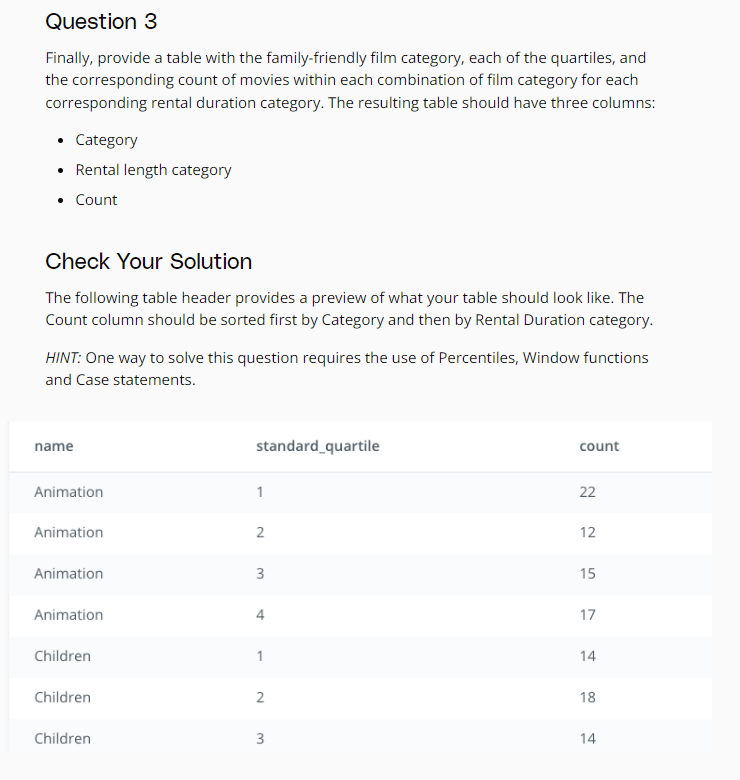 Question 3
Finally, provide a table with the family-friendly film category, each of the quartiles, and
the corresponding count of movies within each combination of film category for each
corresponding rental duration category. The resulting table should have three columns:
• Category
• Rental length category
• Count
Check Your Solution
The following table header provides a preview of what your table should look like. The
Count column should be sorted first by Category and then by Rental Duration category.
HINT: One way to solve this question requires the use of Percentiles, Window functions
and Case statements.
name standard_quartile count
Animation 1 22
Animation 2 12
Animation 3 15
Animation 4 17
Children 1 14
Children 2 18
Children 3 14